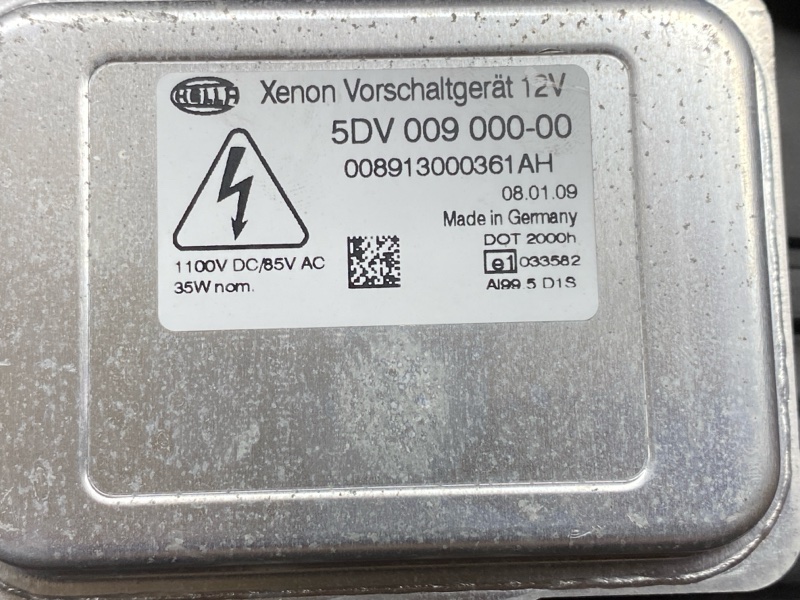 HELLA
Xenon Vorschaltgerät 12V
5DV 009 000-00
008913000361AH
08.01.09
Made in Germany
DOT 2000h
e1 033582
Al99.5 D1S
1100V DC/85V AC
35W nom.